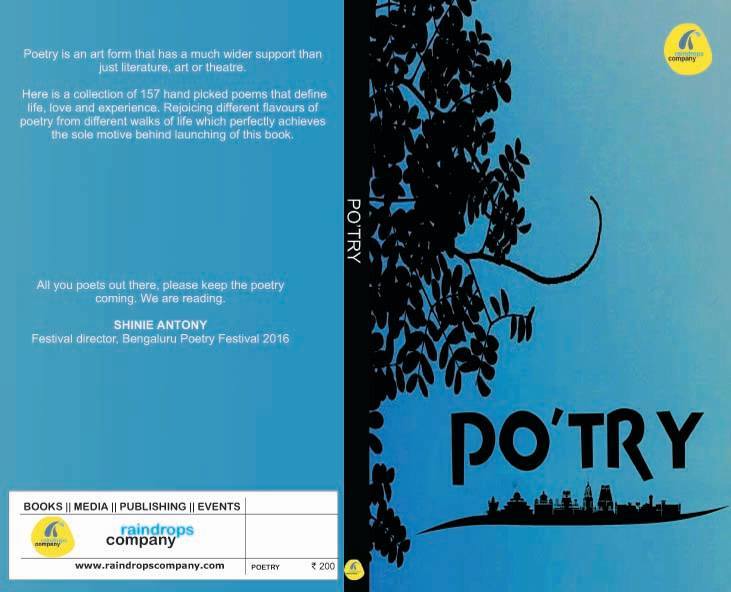 Poetry is an art form that has a much wider support than
just literature, art or theatre.
Here is a collection of 157 hand picked poems that define
life, love and experience. Rejoicing different flavours of
poetry from different walks of life which perfectly achieves
the sole motive behind launching of this book.
All you poets out there, please keep the poetry
coming. We are reading.
SHINIE ANTONY
Festival director, Bengaluru Poetry Festival 2016
BOOKS || MEDIA || PUBLISHING || EVENTS
raindrops
company
raindrops
company
www.raindropscompany.com
POETRY
₹ 200
PO'TRY
raindrops
company
raindrops
company
PO'TRY